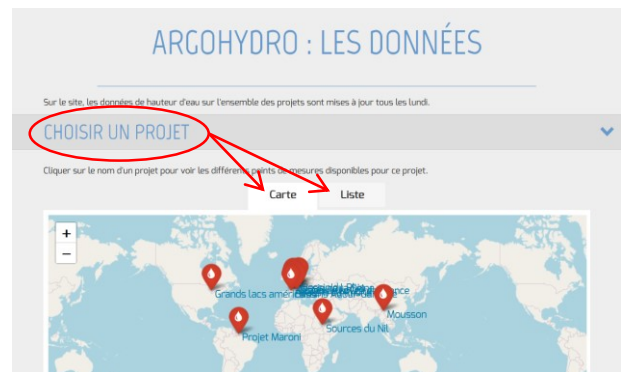 ARGOHYDRO : LES DONNÉES
Sur le site, les données de hauteur d'eau sur l'ensemble des projets sont mises à jour tous les lundi.
CHOISIR UN PROJET
Cliquer sur le nom d'un projet pour voir les différents points de mesures disponibles pour ce projet.
Carte Liste
+
−
Grands lacs
Mousson
Sources du Nil
Projet Maroni